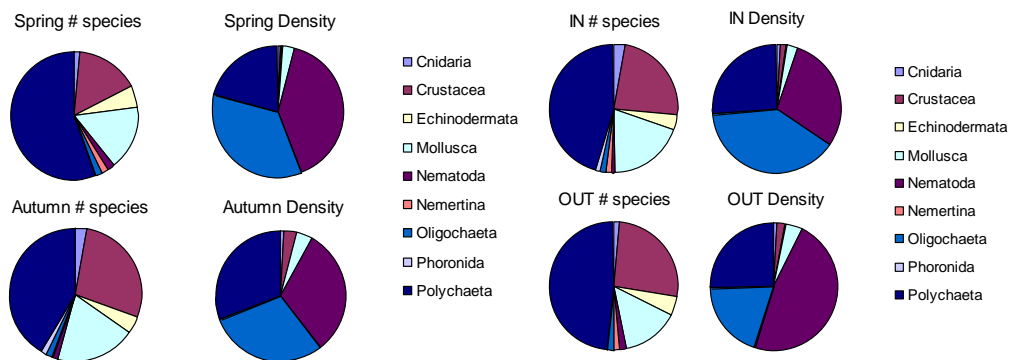 Spring # species
Spring Density
Cnidaria
Crustacea
Echinodermata
Mollusca
Nematoda
Nemertina
Oligochaeta
Phoronida
Polychaeta
Autumn # species
Autumn Density
IN # species
IN Density
Cnidaria
Crustacea
Echinodermata
Mollusca
Nematoda
Nemertina
Oligochaeta
Phoronida
Polychaeta
OUT # species
OUT Density